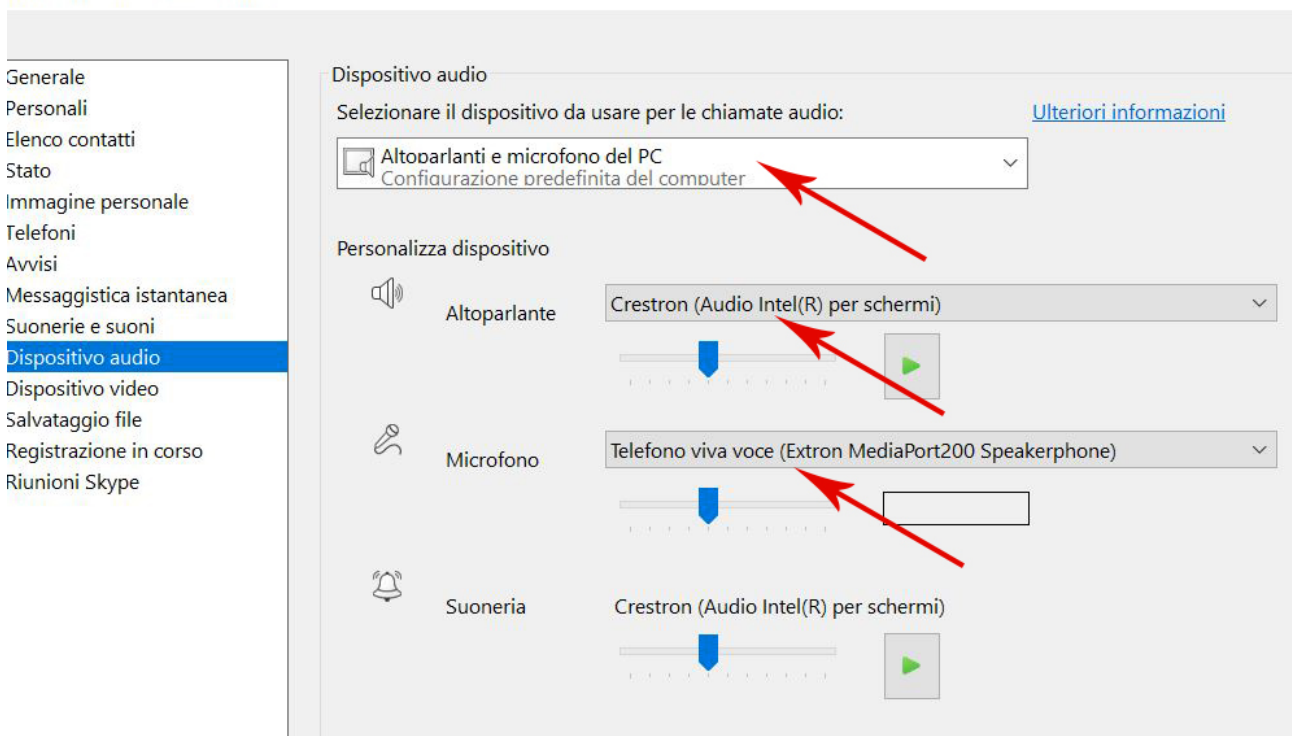 Generale
Personali
Elenco contatti
Stato
Immagine personale
Telefoni
Avvisi
Messaggistica istantanea
Suonerie e suoni
Dispositivo audio
Dispositivo video
Salvataggio file
Registrazione in corso
Riunioni Skype
Dispositivo audio
Selezionare il dispositivo da usare per le chiamate audio:
Ulteriori informazioni
Altoparlanti e microfono del PC
Configurazione predefinita del computer
Personalizza dispositivo
Altoparlante
Crestron (Audio Intel(R) per schermi)
Microfono
Telefono viva voce (Extron MediaPort200 Speakerphone)
Suoneria
Crestron (Audio Intel(R) per schermi)